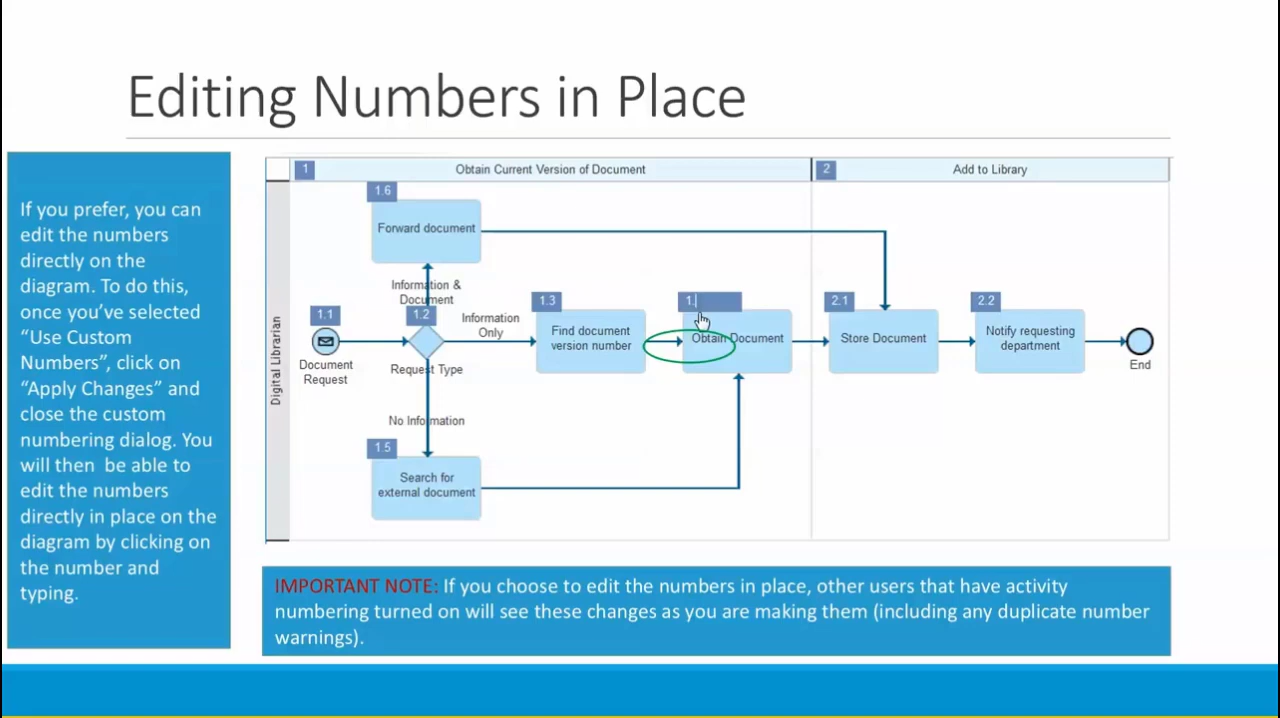 Editing Numbers in Place
If you prefer, you can
edit the numbers
directly on the
diagram. To do this,
once you’ve selected
“Use Custom
Numbers”, click on
“Apply Changes” and
close the custom
numbering dialog. You
will then be able to
edit the numbers
directly in place on the
diagram by clicking on
the number and
typing.
1
Obtain Current Version of Document
2
Add to Library
Digital Librarian
1.6
Forward document
Information &
Document
1.1
Document
Request
1.2
Request Type
Information
Only
1.3
Find document
version number
1.
Obtain Document
2.1
Store Document
2.2
Notify requesting
department
End
No Information
1.5
Search for
external document
IMPORTANT NOTE: If you choose to edit the numbers in place, other users that have activity
numbering turned on will see these changes as you are making them (including any duplicate number
warnings).